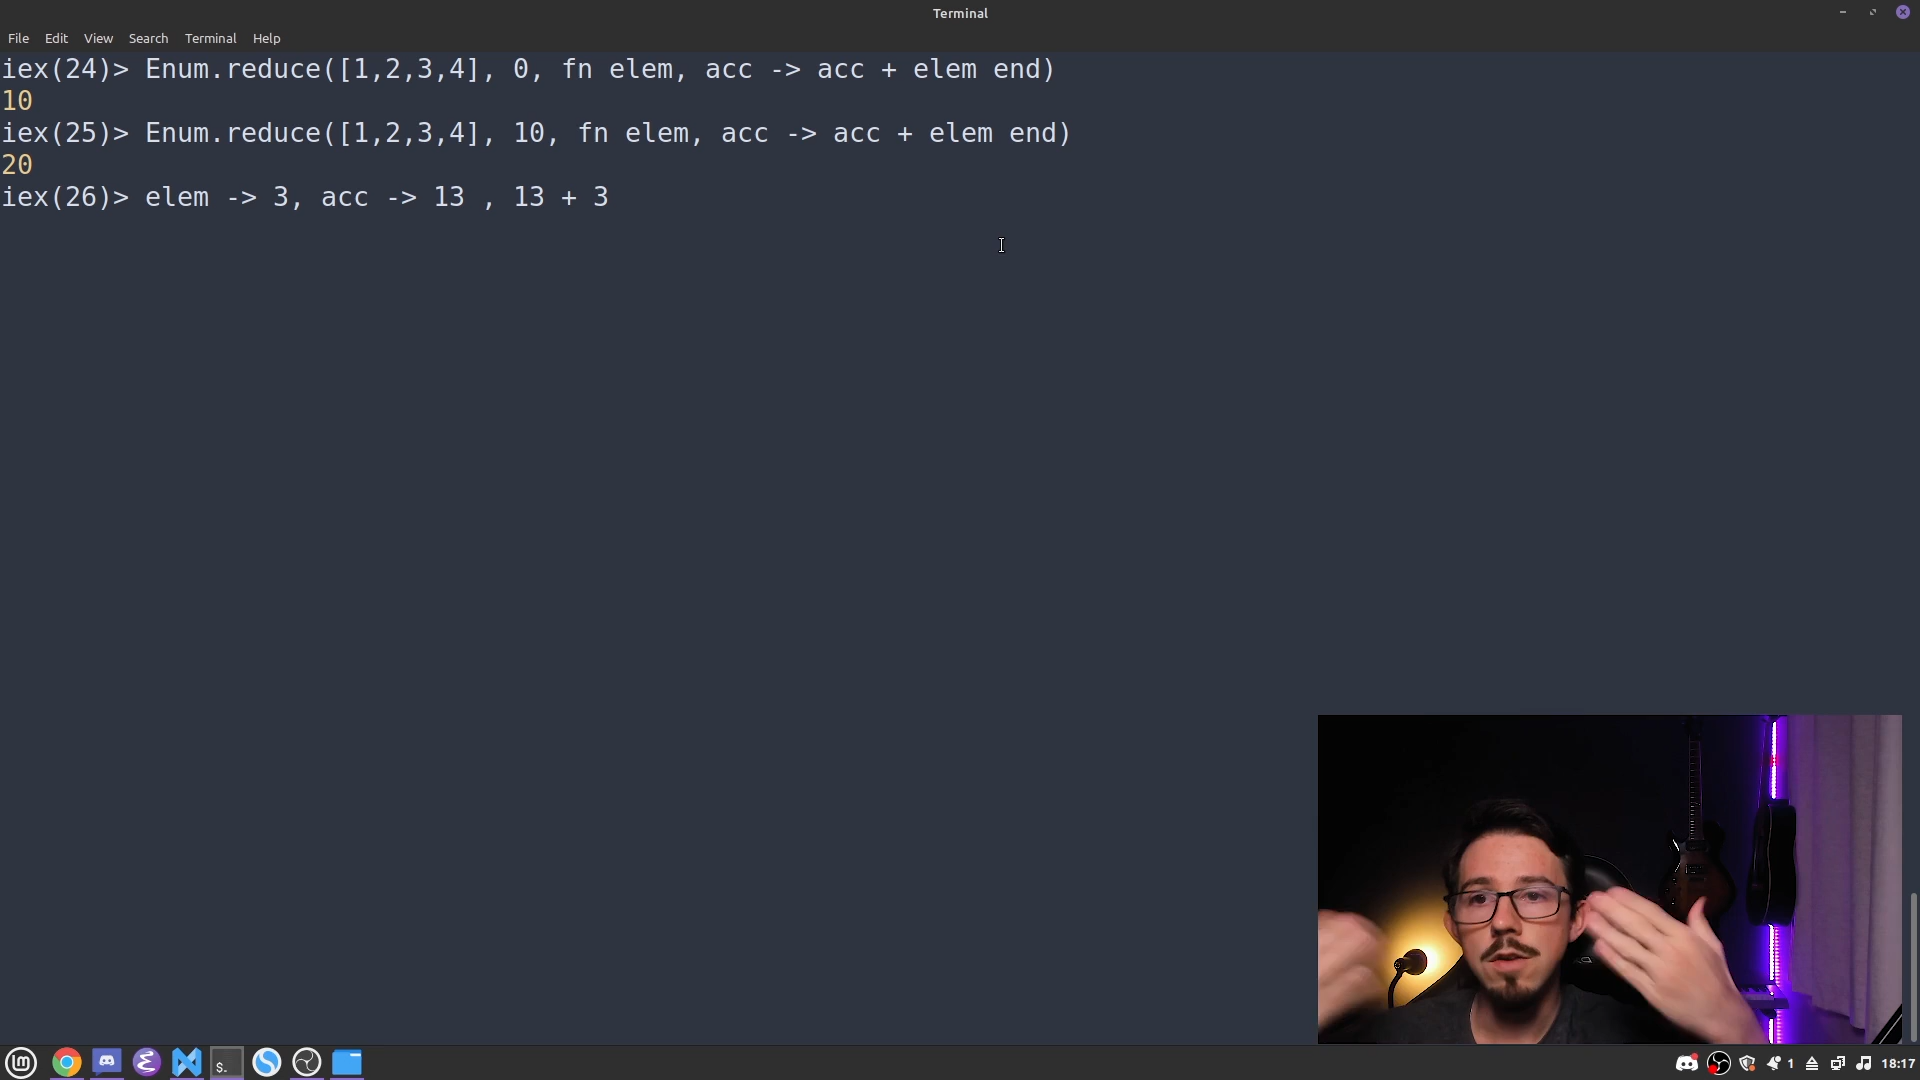 Terminal
File Edit View Search Terminal Help
iex(24)> Enum.reduce([1,2,3,4], 0, fn elem, acc -> acc + elem end)
10
iex(25)> Enum.reduce([1,2,3,4], 10, fn elem, acc -> acc + elem end)
20
iex(26)> elem -> 3, acc -> 13 , 13 + 3
$.
1 18:17